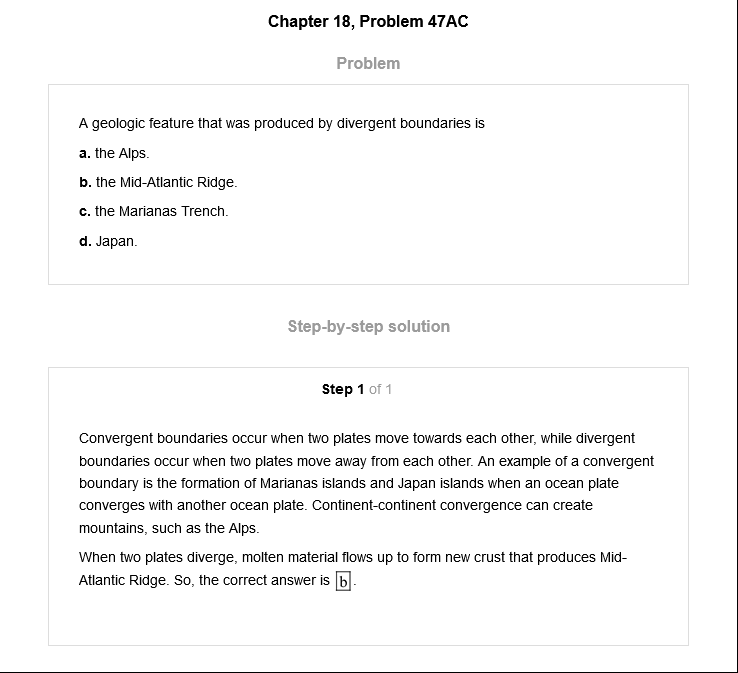 Chapter 18, Problem 47AC
Problem
A geologic feature that was produced by divergent boundaries is
a. the Alps.
b. the Mid-Atlantic Ridge.
c. the Marianas Trench.
d. Japan.
Step-by-step solution
Step 1 of 1
Convergent boundaries occur when two plates move towards each other, while divergent
boundaries occur when two plates move away from each other. An example of a convergent
boundary is the formation of Marianas islands and Japan islands when an ocean plate
converges with another ocean plate. Continent-continent convergence can create
mountains, such as the Alps.
When two plates diverge, molten material flows up to form new crust that produces Mid-
Atlantic Ridge. So, the correct answer is b.